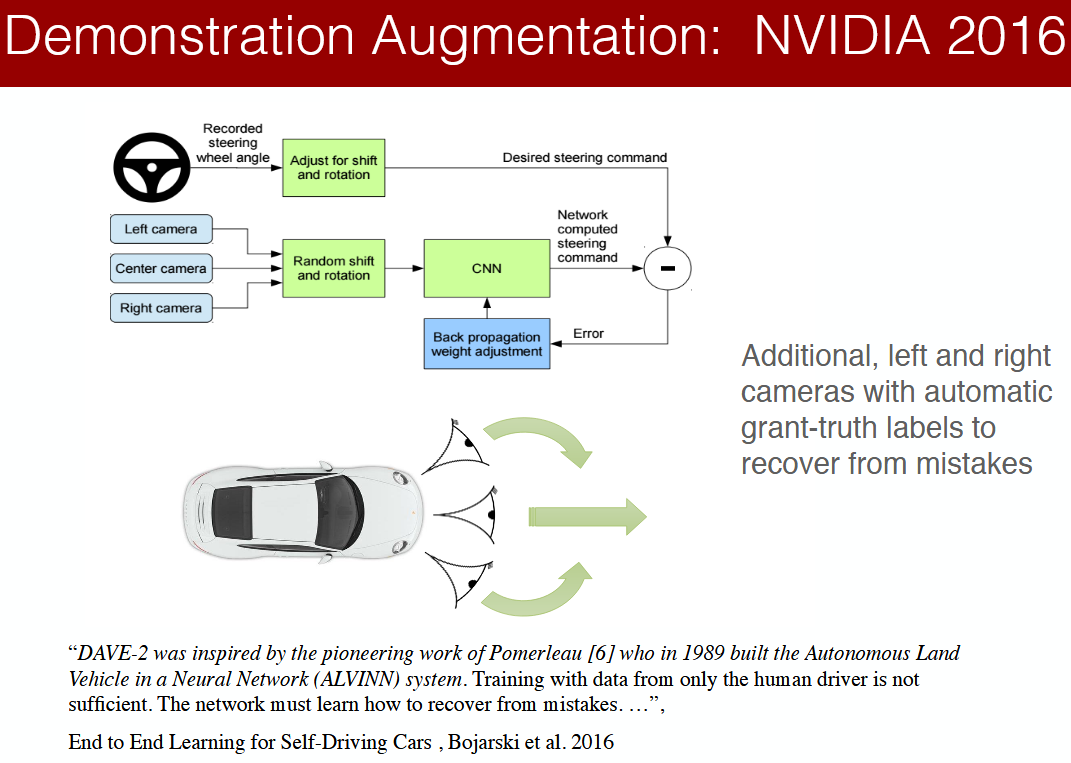 Demonstration Augmentation: NVIDIA 2016
Recorded
steering
wheel angle
Adjust for shift
and rotation
Desired steering command
Left camera
Center camera
Right camera
Random shift
and rotation
CNN
Network
computed
steering
command
-
Back propagation
weight adjustment
Error
Additional, left and right
cameras with automatic
grant-truth labels to
recover from mistakes
“DAVE-2 was inspired by the pioneering work of Pomerleau [6] who in 1989 built the Autonomous Land
Vehicle in a Neural Network (ALVINN) system. Training with data from only the human driver is not
sufficient. The network must learn how to recover from mistakes. …”,
End to End Learning for Self-Driving Cars , Bojarski et al. 2016